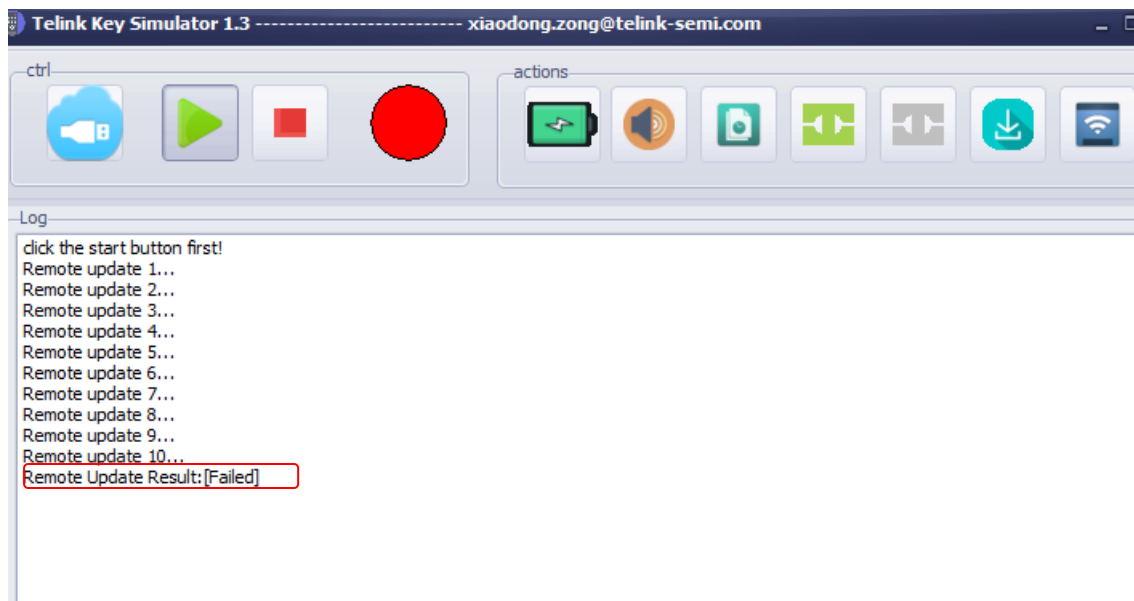 Telink Key Simulator 1.3 -------------------------- xiaodong.zong@telink-semi.com
ctrl
actions
Log
click the start button first!
Remote update 1...
Remote update 2...
Remote update 3...
Remote update 4...
Remote update 5...
Remote update 6...
Remote update 7...
Remote update 8...
Remote update 9...
Remote update 10...
Remote Update Result:[Failed]